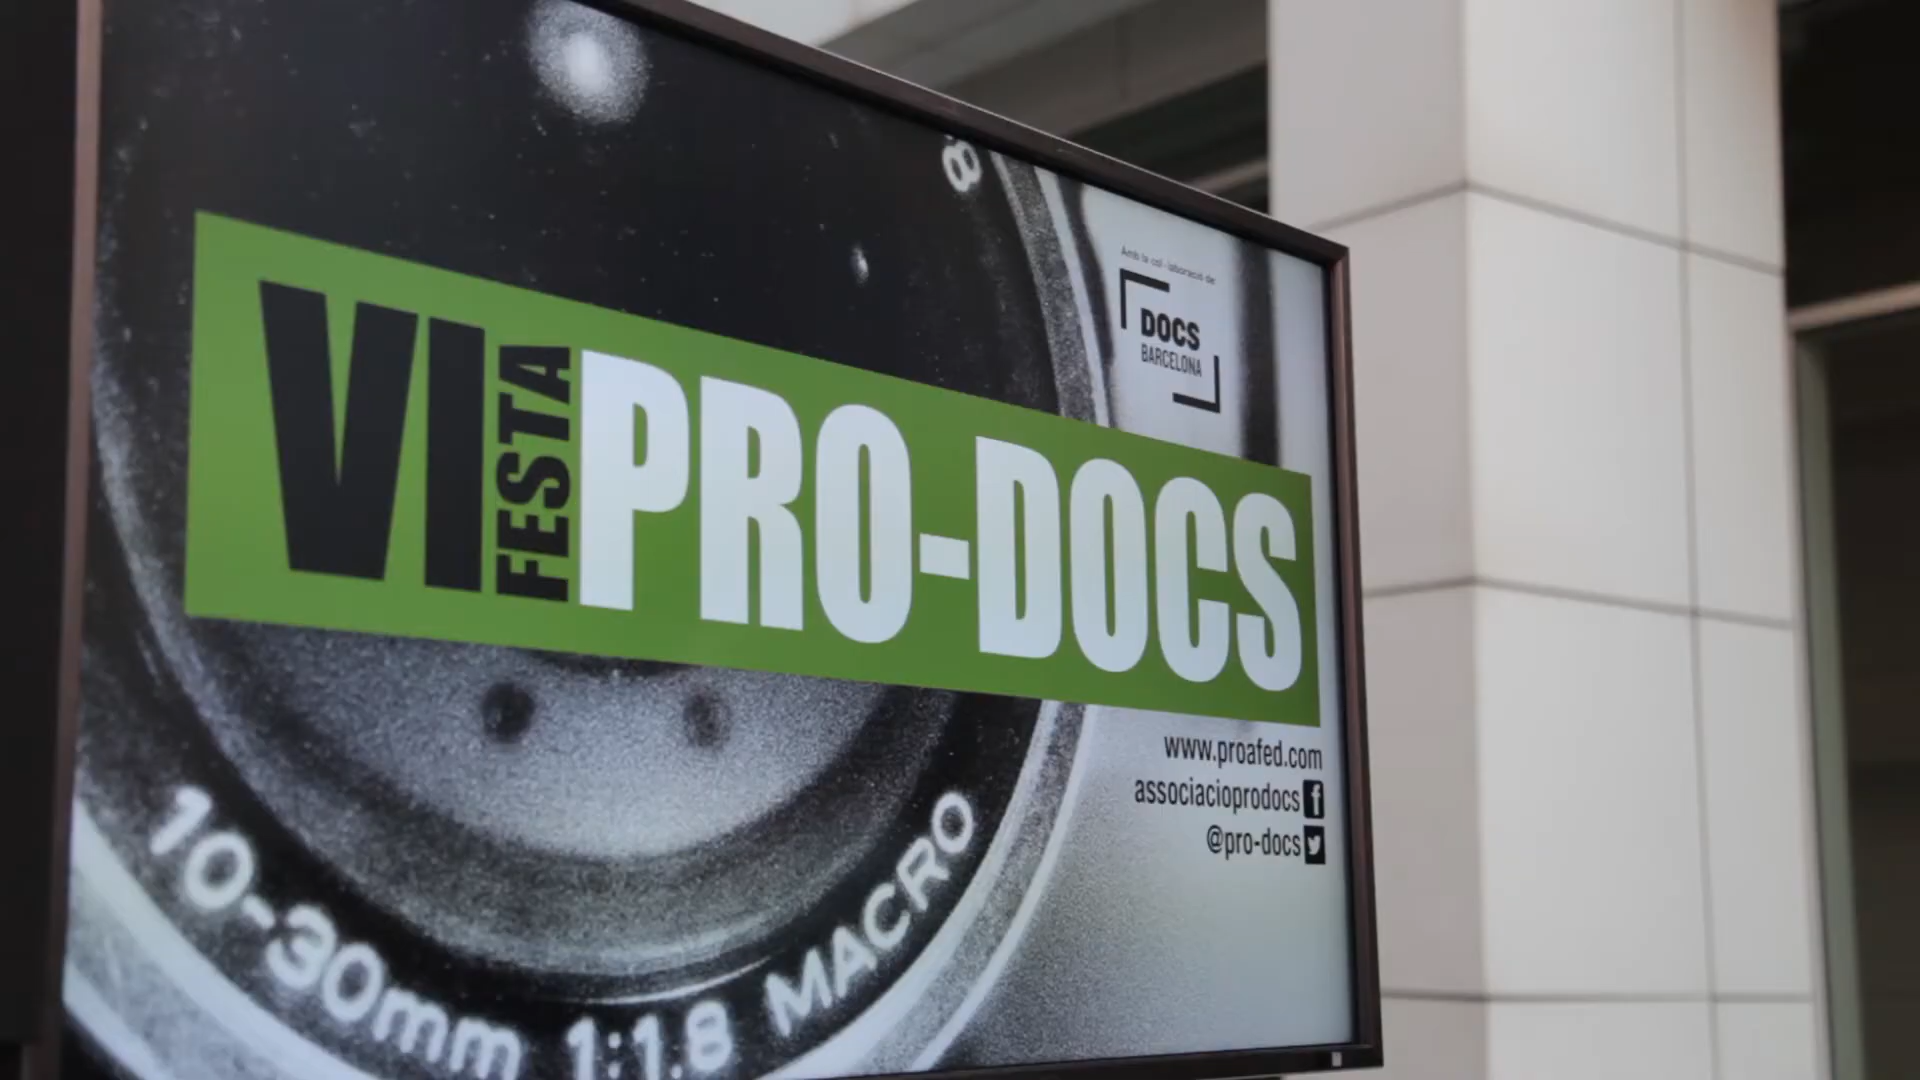 8
Amb la col·laboració de:
DOCS
BARCELONA
VI FESTA PRO-DOCS
www.proafed.com
associacioprodocs
@pro-docs
10-30mm 1:1.8 MACRO